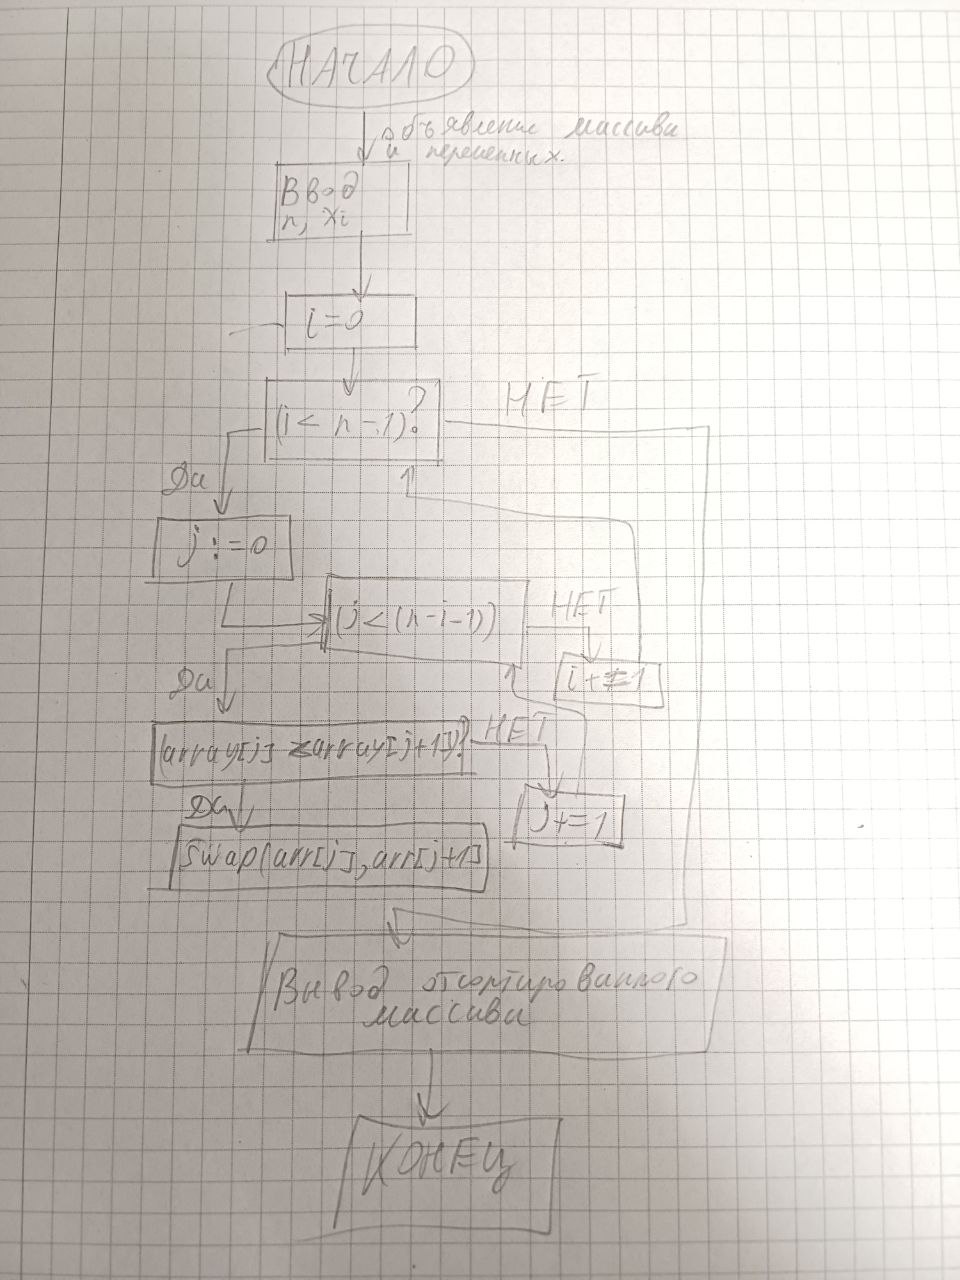 НАЧАЛО
объявление массива
и переменных.
Ввод
n, xi
i=0
(i < n-1)?
НЕТ
Да
j:=0
(j<(n-i-1))
НЕТ
i+=1
Да
(array[j] <array[j+1])?
НЕТ
j+=1
Да
Swap(arr[j], arr[j+1]
Вывод отсортированного
массива
КОНЕЦ